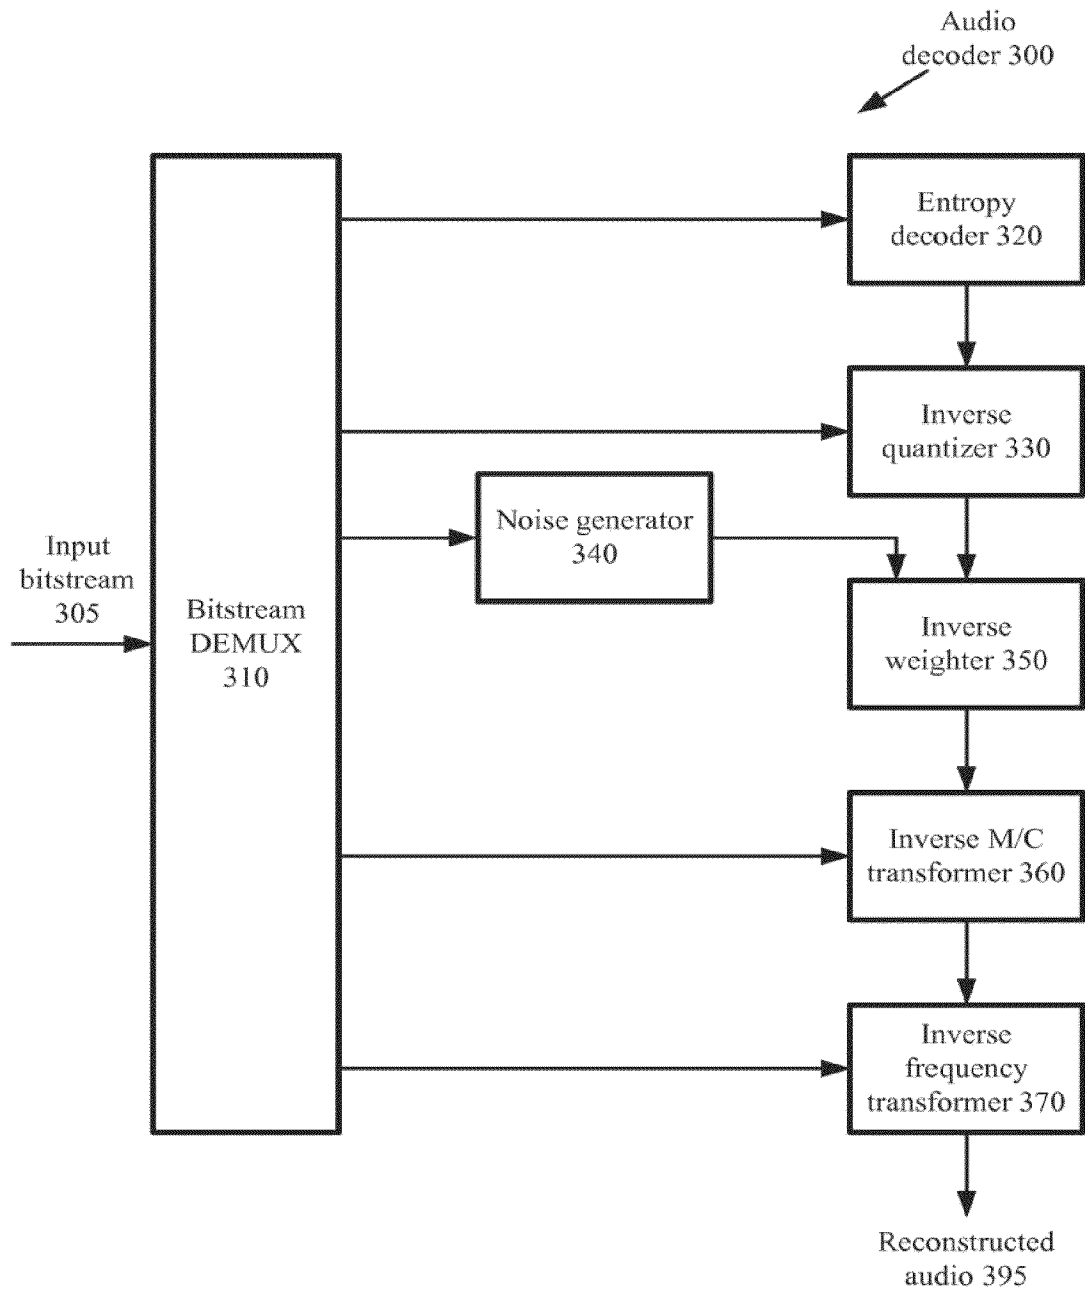 Audio
decoder 300
Entropy
decoder 320
Inverse
quantizer 330
Noise generator
340
Input
bitstream
305
Bitstream
DEMUX
310
Inverse
weighter 350
Inverse M/C
transformer 360
Inverse
frequency
transformer 370
Reconstructed
audio 395